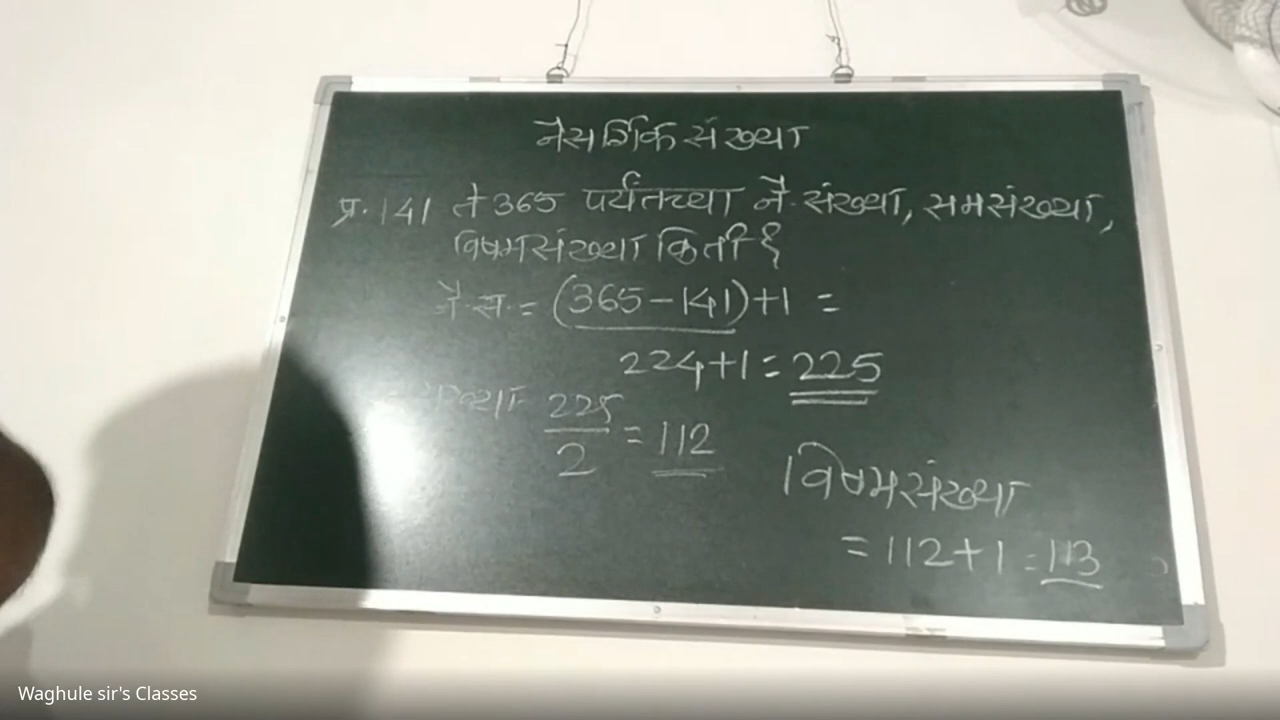 नैसर्गिक संख्या
प्र. 141 ते 365 पर्यंतच्या नै. संख्या, समसंख्या,
विषमसंख्या किती ?
नै. स. = (365-141)+1 =
224+1 = 225
225/2 = 112
विषमसंख्या
= 112+1 = 113
Waghule sir's Classes